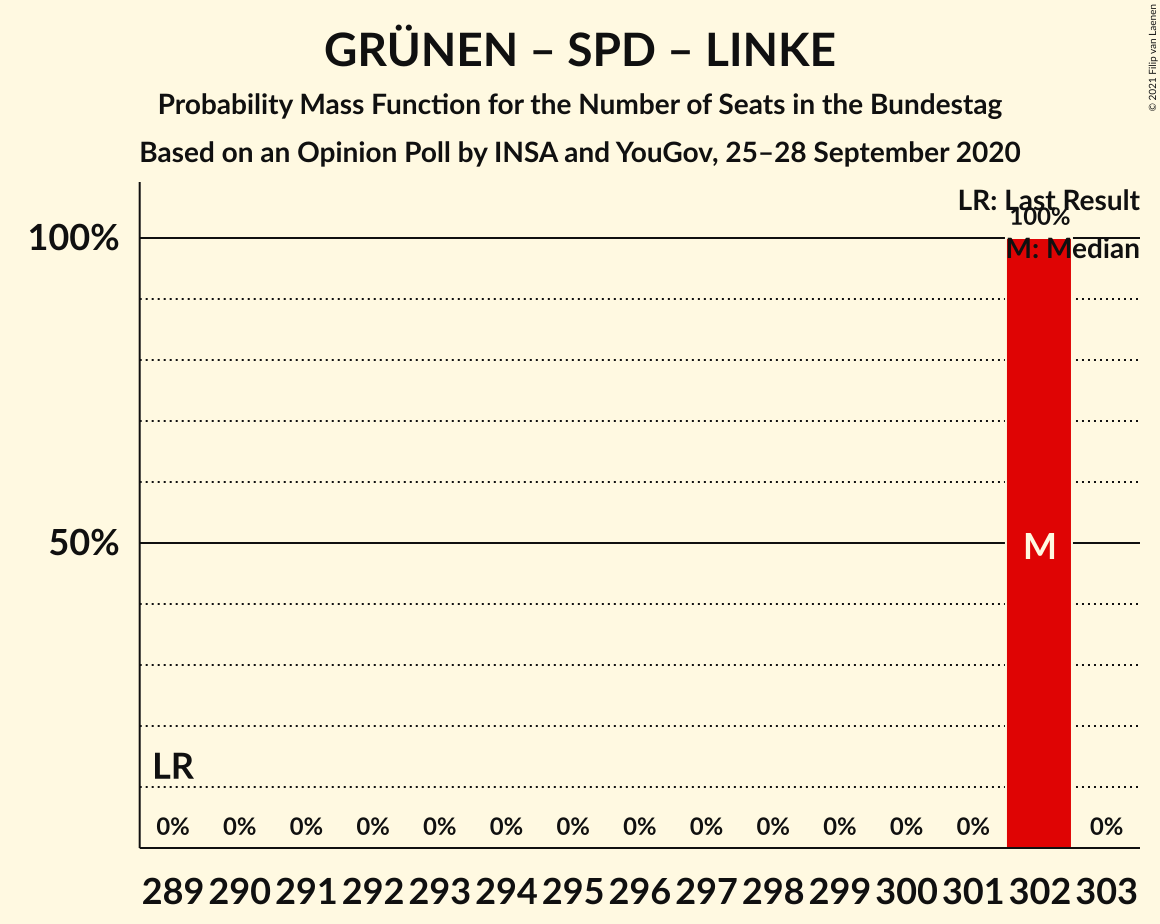 GRÜNEN – SPD – LINKE
Probability Mass Function for the Number of Seats in the Bundestag
Based on an Opinion Poll by INSA and YouGov, 25–28 September 2020
© 2021 Filip van Laenen
LR: Last Result
100%
M: Median
100%
50%
M
LR
0% 0% 0% 0% 0% 0% 0% 0% 0% 0% 0% 0% 0% 0%
289 290 291 292 293 294 295 296 297 298 299 300 301 302 303